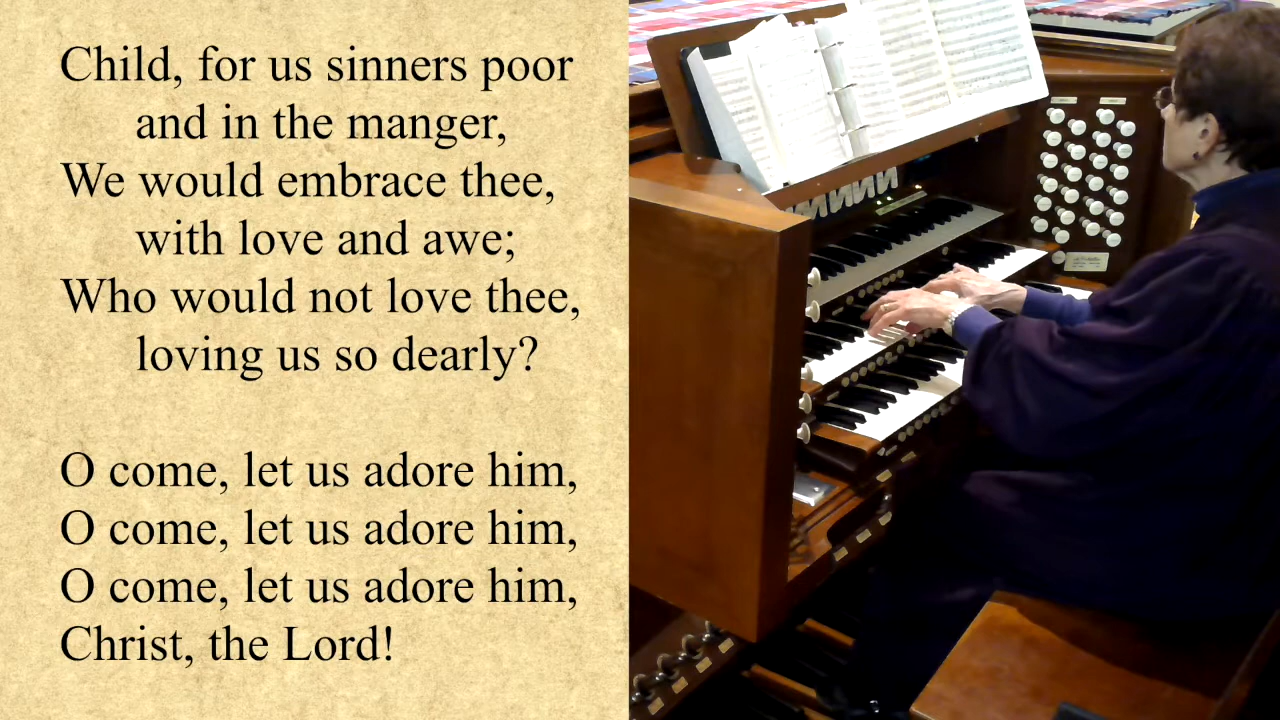 Child, for us sinners poor
and in the manger,
We would embrace thee,
with love and awe;
Who would not love thee,
loving us so dearly?
O come, let us adore him,
O come, let us adore him,
O come, let us adore him,
Christ, the Lord!